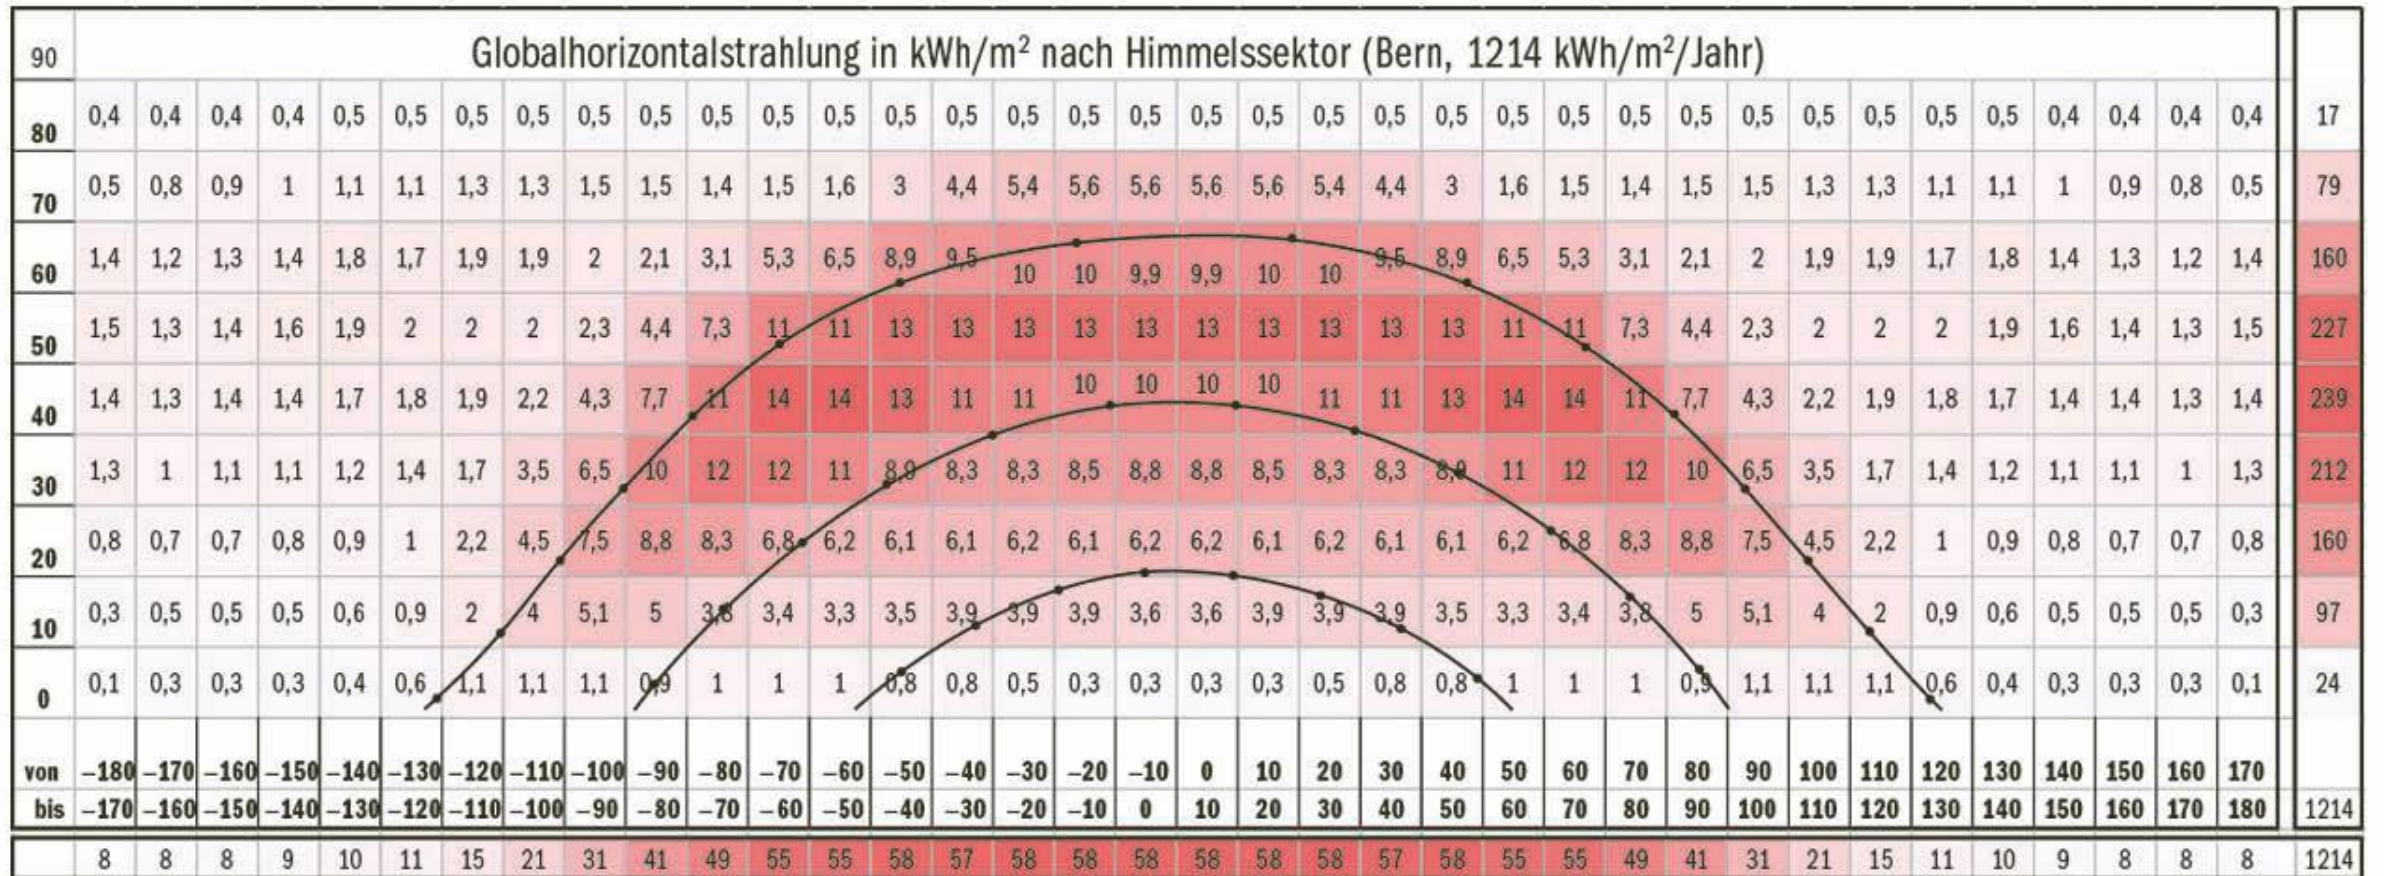 Globalhorizontalstrahlung in kWh/m² nach Himmelssektor (Bern, 1214 kWh/m²/Jahr)
90
80 0,4 0,4 0,4 0,4 0,5 0,5 0,5 0,5 0,5 0,5 0,5 0,5 0,5 0,5 0,5 0,5 0,5 0,5 0,5 0,5 0,5 0,5 0,5 0,5 0,5 0,5 0,5 0,5 0,5 0,5 0,5 0,5 0,4 0,4 0,4 0,4 17
70 0,5 0,8 0,9 1 1,1 1,1 1,3 1,3 1,5 1,5 1,4 1,5 1,6 3 4,4 5,4 5,6 5,6 5,6 5,6 5,4 4,4 3 1,6 1,5 1,4 1,5 1,5 1,3 1,3 1,1 1,1 1 0,9 0,8 0,5 79
60 1,4 1,2 1,3 1,4 1,8 1,7 1,9 1,9 2 2,1 3,1 5,3 6,5 8,9 9,5 10 10 9,9 9,9 10 10 9,5 8,9 6,5 5,3 3,1 2,1 2 1,9 1,9 1,7 1,8 1,4 1,3 1,2 1,4 160
50 1,5 1,3 1,4 1,6 1,9 2 2 2 2,3 4,4 7,3 11 11 13 13 13 13 13 13 13 13 13 13 11 11 7,3 4,4 2,3 2 2 2 1,9 1,6 1,4 1,3 1,5 227
40 1,4 1,3 1,4 1,4 1,7 1,8 1,9 2,2 4,3 7,7 11 14 14 13 11 11 10 10 10 10 11 11 13 14 14 11 7,7 4,3 2,2 1,9 1,8 1,7 1,4 1,4 1,3 1,4 239
30 1,3 1 1,1 1,1 1,2 1,4 1,7 3,5 6,5 10 12 12 11 8,9 8,3 8,3 8,5 8,8 8,8 8,5 8,3 8,3 8,9 11 12 12 10 6,5 3,5 1,7 1,4 1,2 1,1 1,1 1 1,3 212
20 0,8 0,7 0,7 0,8 0,9 1 2,2 4,5 7,5 8,8 8,3 6,8 6,2 6,1 6,1 6,2 6,1 6,2 6,2 6,1 6,2 6,1 6,1 6,2 6,8 8,3 8,8 7,5 4,5 2,2 1 0,9 0,8 0,7 0,7 0,8 160
10 0,3 0,5 0,5 0,5 0,6 0,9 2 4 5,1 5 3,8 3,4 3,3 3,5 3,9 3,9 3,9 3,6 3,6 3,9 3,9 3,9 3,5 3,3 3,4 3,8 5 5,1 4 2 0,9 0,6 0,5 0,5 0,5 0,3 97
0 0,1 0,3 0,3 0,3 0,4 0,6 1,1 1,1 1,1 0,9 1 1 1 0,8 0,8 0,5 0,3 0,3 0,3 0,3 0,5 0,8 0,8 1 1 1 0,9 1,1 1,1 1,1 0,6 0,4 0,3 0,3 0,3 0,1 24
von –180 –170 –160 –150 –140 –130 –120 –110 –100 –90 –80 –70 –60 –50 –40 –30 –20 –10 0 10 20 30 40 50 60 70 80 90 100 110 120 130 140 150 160 170
bis –170 –160 –150 –140 –130 –120 –110 –100 –90 –80 –70 –60 –50 –40 –30 –20 –10 0 10 20 30 40 50 60 70 80 90 100 110 120 130 140 150 160 170 180 1214
8 8 8 9 10 11 15 21 31 41 49 55 55 58 57 58 58 58 58 58 58 57 58 55 55 49 41 31 21 15 11 10 9 8 8 8 1214